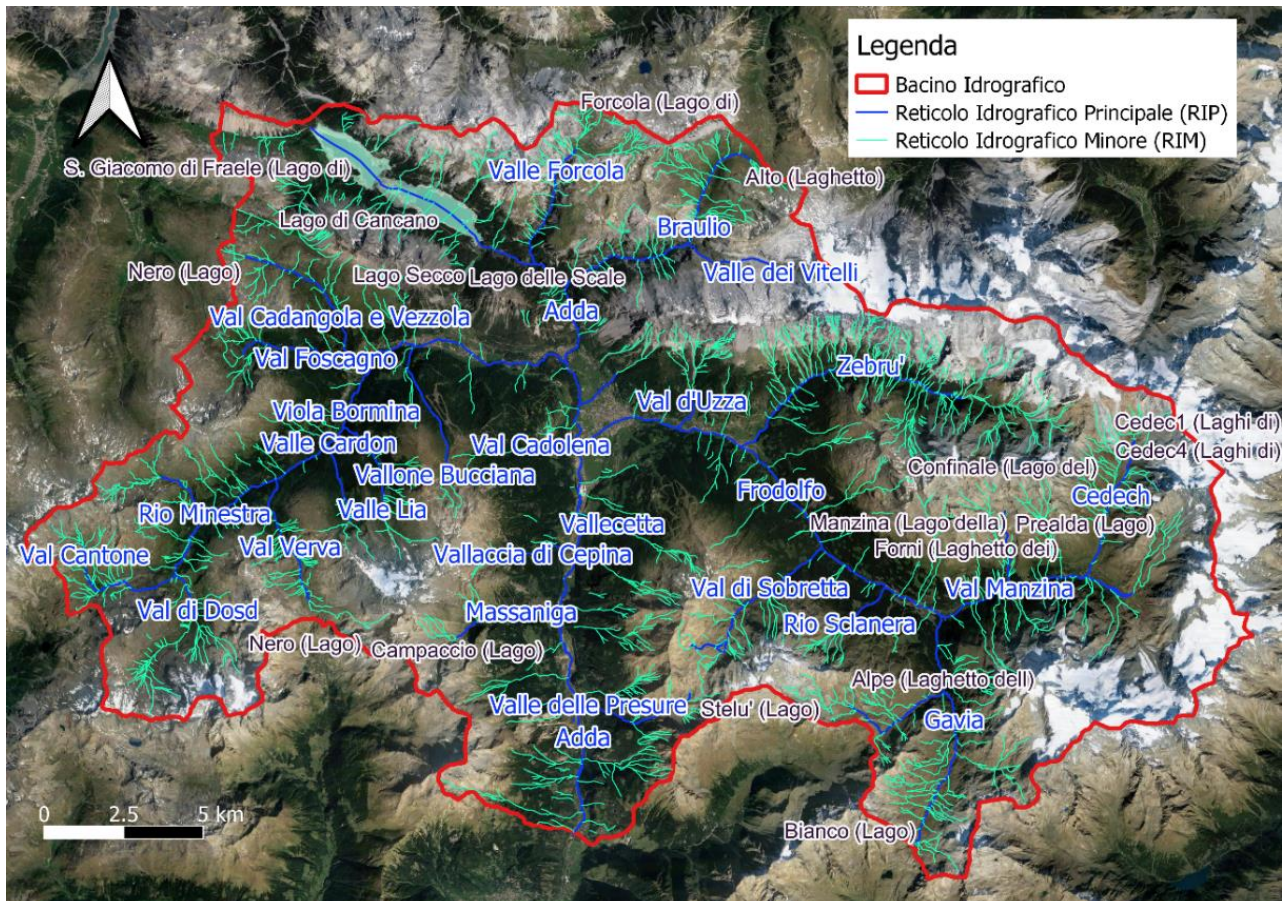 Legenda
Bacino Idrografico
Reticolo Idrografico Principale (RIP)
Reticolo Idrografico Minore (RIM)
Forcola (Lago di)
S. Giacomo di Fraele (Lago di)
Valle Forcola
Alto (Laghetto)
Lago di Cancano
Braulio
Nero (Lago)
Lago Secco
Lago delle Scale
Valle dei Vitelli
Val Cadangola e Vezzola
Adda
Val Foscagno
Zebru'
Viola Bormina
Val d'Uzza
Valle Cardon
Val Cadolena
Cedec1 (Laghi di)
Cedec4 (Laghi di)
Vallone Bucciana
Confinale (Lago del)
Frodolfo
Cedech
Valle Lia
Rio Minestra
Vallecetta
Manzina (Lago della)
Prealda (Lago)
Val Verva
Val Cantone
Vallaccia di Cepina
Forni (Laghetto dei)
Val di Sobretta
Val Manzina
Val di Dosd
Massaniga
Rio Sclanera
Nero (Lago)
Campaccio (Lago)
Alpe (Laghetto dell)
Valle delle Presure
Stelu' (Lago)
Adda
Gavia
Bianco (Lago)
0 2.5 5 km